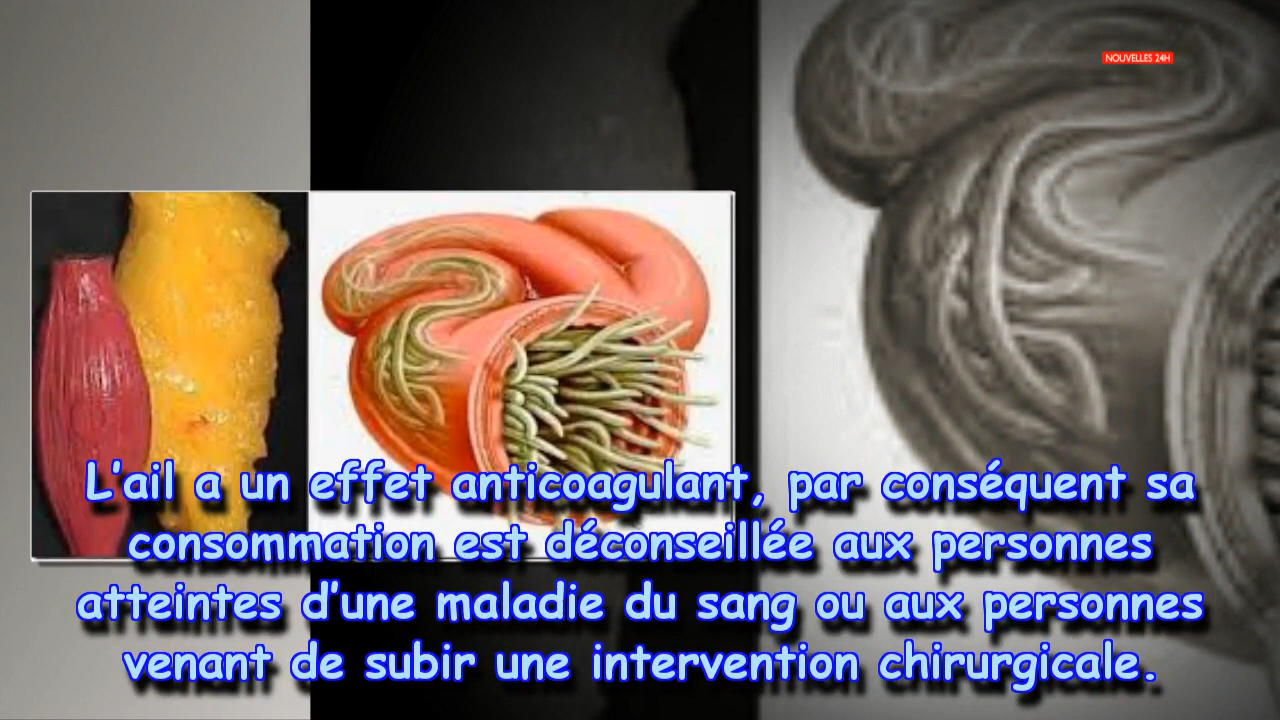 NOUVELLES 24H
L'ail a un effet anticoagulant, par conséquent sa
consommation est déconseillée aux personnes
atteintes d'une maladie du sang ou aux personnes
venant de subir une intervention chirurgicale.